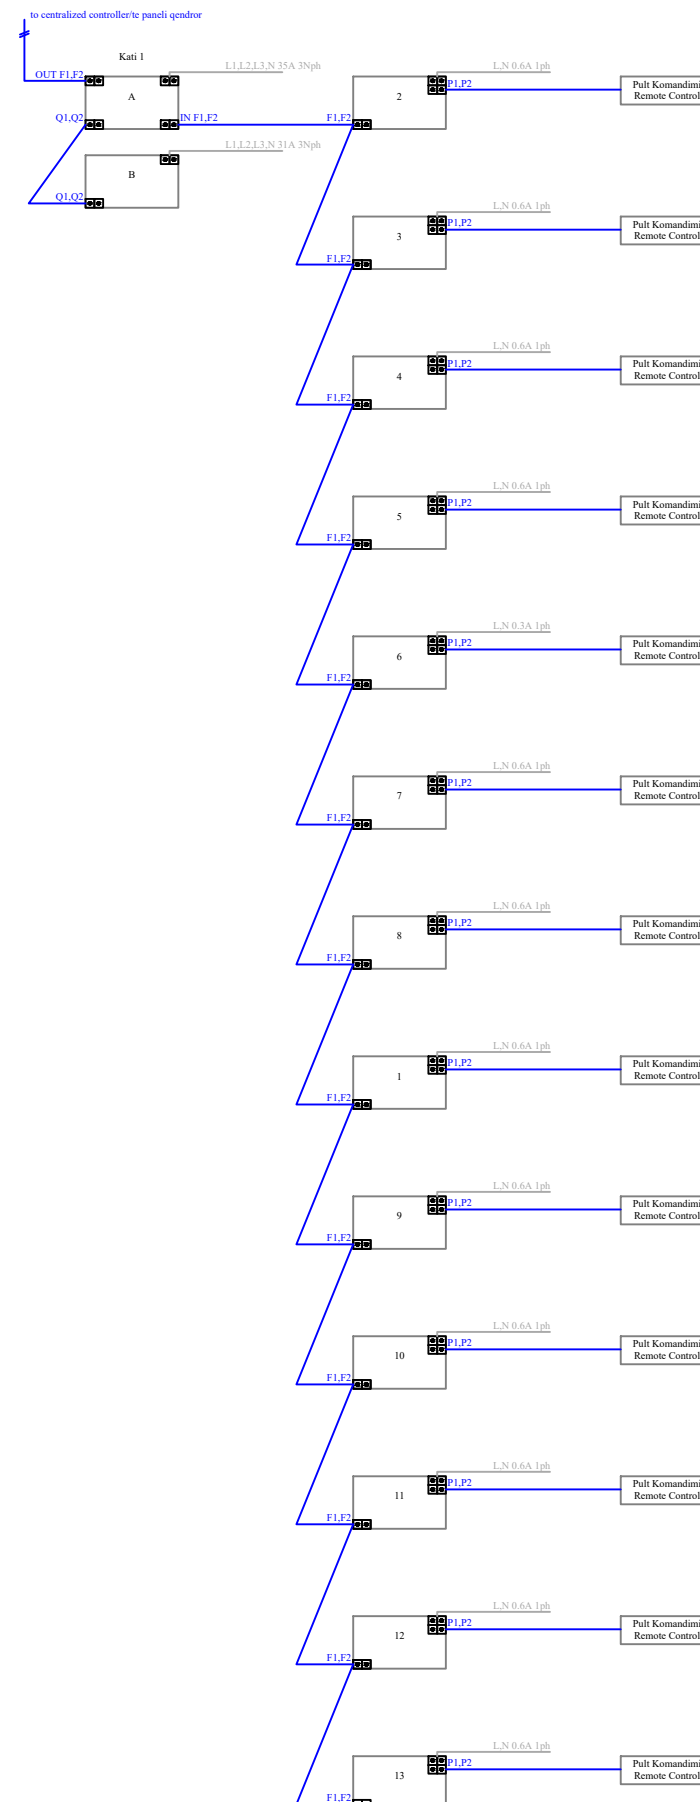 to centralized controller/te paneli qendror
Kati 1
L1,L2,L3,N 35A 3Nph
OUT F1,F2
A
Q1,Q2
IN F1,F2
L1,L2,L3,N 31A 3Nph
B
Q1,Q2
L,N 0.6A 1ph
P1,P2
2
F1,F2
Pult Komandimi
Remote Control
L,N 0.6A 1ph
P1,P2
3
F1,F2
Pult Komandimi
Remote Control
L,N 0.6A 1ph
P1,P2
4
F1,F2
Pult Komandimi
Remote Control
L,N 0.6A 1ph
P1,P2
5
F1,F2
Pult Komandimi
Remote Control
L,N 0.3A 1ph
P1,P2
6
F1,F2
Pult Komandimi
Remote Control
L,N 0.6A 1ph
P1,P2
7
F1,F2
Pult Komandimi
Remote Control
L,N 0.6A 1ph
P1,P2
8
F1,F2
Pult Komandimi
Remote Control
L,N 0.6A 1ph
P1,P2
1
F1,F2
Pult Komandimi
Remote Control
L,N 0.6A 1ph
P1,P2
9
F1,F2
Pult Komandimi
Remote Control
L,N 0.6A 1ph
P1,P2
10
F1,F2
Pult Komandimi
Remote Control
L,N 0.6A 1ph
P1,P2
11
F1,F2
Pult Komandimi
Remote Control
L,N 0.6A 1ph
P1,P2
12
F1,F2
Pult Komandimi
Remote Control
L,N 0.6A 1ph
P1,P2
13
F1,F2
Pult Komandimi
Remote Control